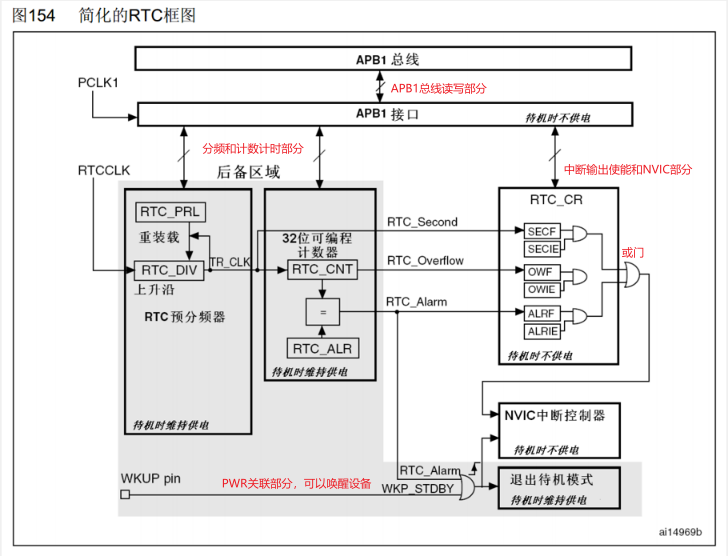 图154 简化的RTC框图
APB1 总线
PCLK1
APB1总线读写部分
APB1 接口
待机时不供电
分频和计数计时部分
中断输出使能和NVIC部分
RTCCLK
后备区域
RTC_CR
RTC_PRL
RTC_Second
重装载
32位可编程
计数器
SECF
SECIE
或门
TR_CLK
RTC_DIV
RTC_CNT
RTC_Overflow
OWF
OWIE
上升沿
RTC_Alarm
RTC预分频器
=
ALRF
ALRIE
RTC_ALR
待机时不供电
待机时维持供电
NVIC中断控制器
待机时维持供电
待机时不供电
RTC_Alarm
WKUP pin
PWR关联部分，可以唤醒设备
WKP_STDBY
退出待机模式
待机时维持供电
ai14969b